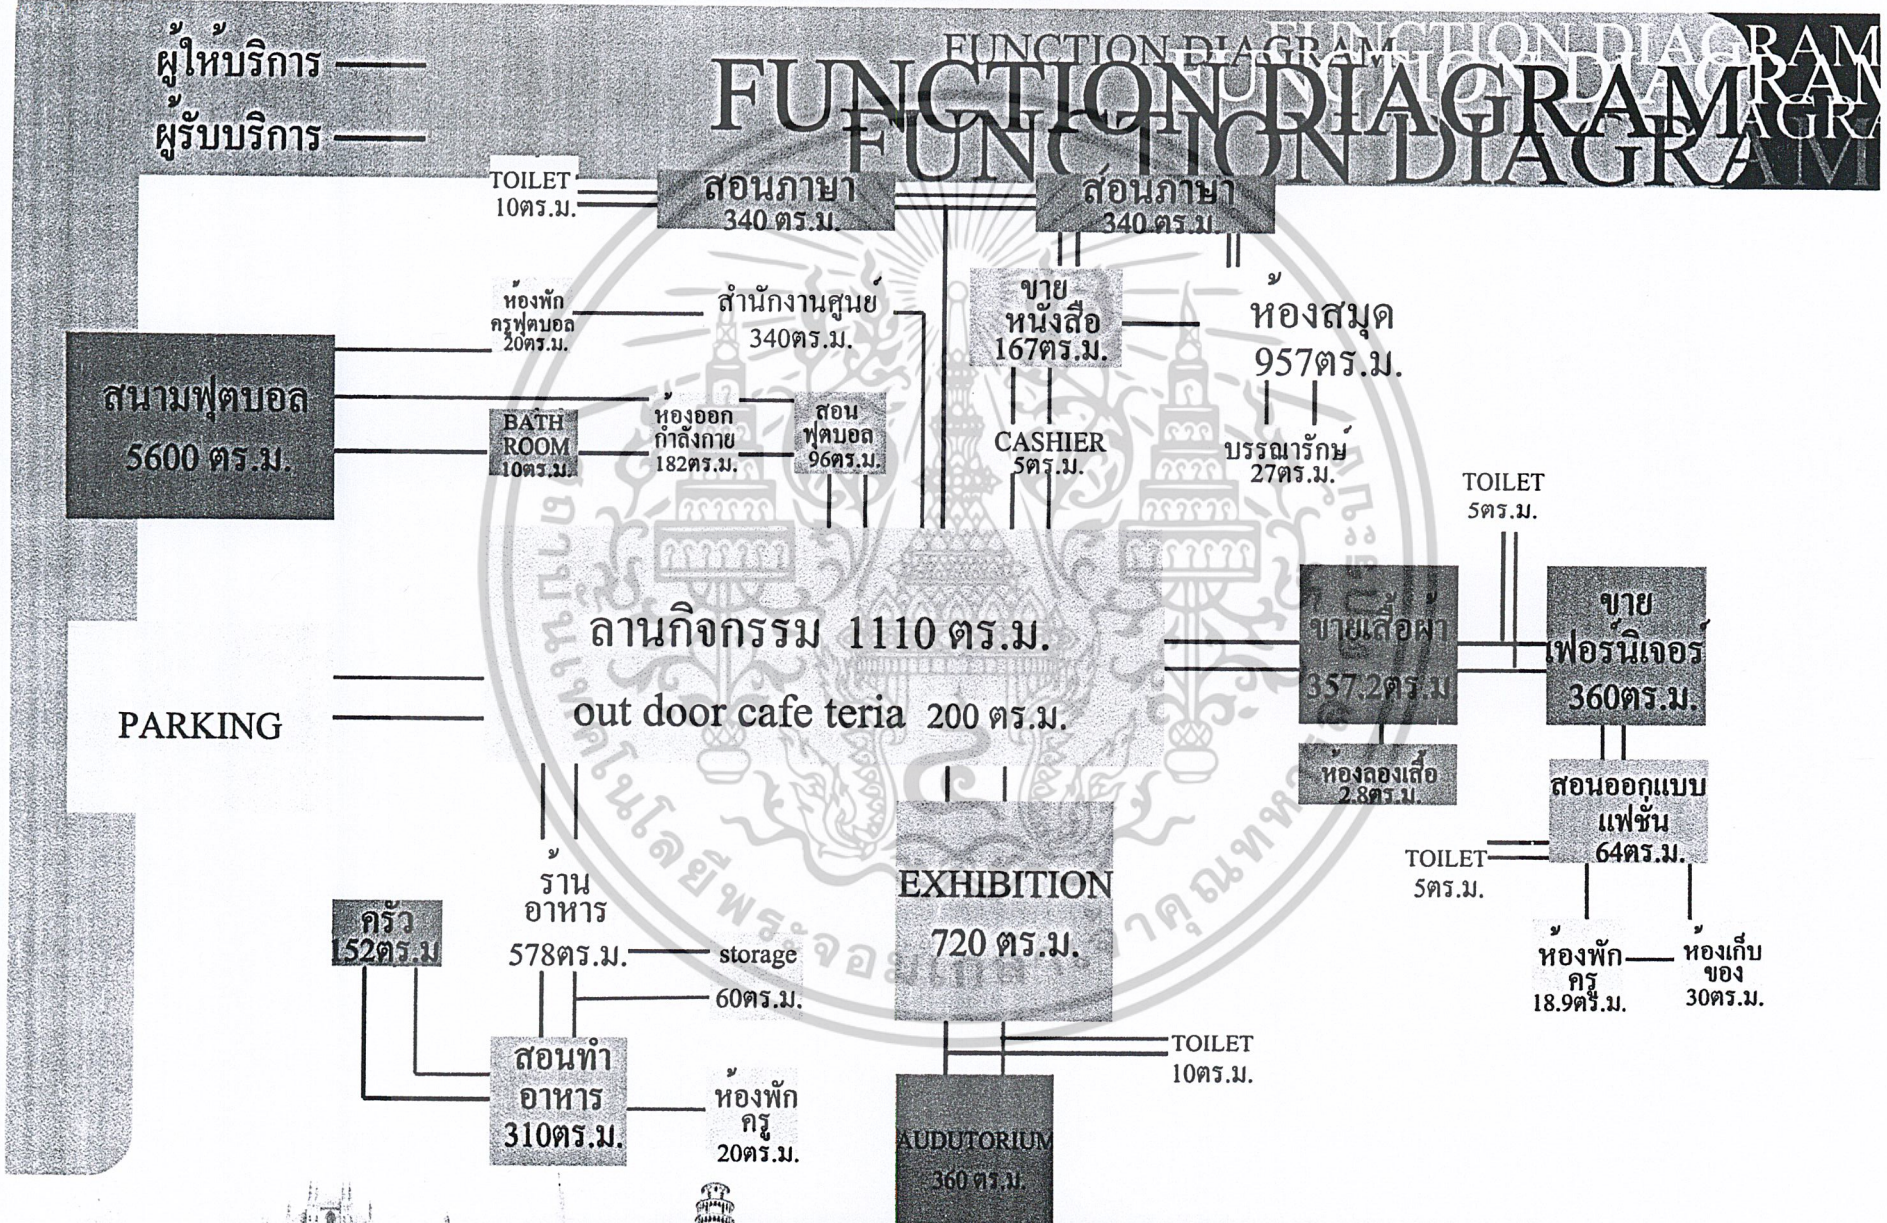 ผู้ให้บริการ
ผู้รับบริการ
FUNCTION DIAGRAM
FUNCTION DIAGRAM
FUNCTION DIAGRAM
FUNCTION DIAGRAM
TOILET
10ตร.ม.
สอนภาษา
340 ตร.ม.
สอนภาษา
340 ตร.ม.
ห้องพัก
ครูฟุตบอล
20ตร.ม.
สำนักงานศูนย์
340ตร.ม.
ขาย
หนังสือ
167ตร.ม.
ห้องสมุด
957ตร.ม.
สนามฟุตบอล
5600 ตร.ม.
BATH
ROOM
10ตร.ม.
ห้องออก
กำลังกาย
182ตร.ม.
สอน
ฟุตบอล
96ตร.ม.
CASHIER
5ตร.ม.
บรรณารักษ์
27ตร.ม.
TOILET
5ตร.ม.
ลานกิจกรรม 1110 ตร.ม.
out door cafe teria 200 ตร.ม.
PARKING
ขายเสื้อผ้า
357.2ตร.ม
ขาย
เฟอร์นิเจอร์
360ตร.ม.
ห้องลองเสื้อ
2.8ตร.ม.
สอนออกแบบ
แฟชั่น
64ตร.ม.
TOILET
5ตร.ม.
ห้องพัก
ครู
18.9ตร.ม.
ห้องเก็บ
ของ
30ตร.ม.
ร้าน
อาหาร
578ตร.ม.
ครัว
152ตร.ม
storage
60ตร.ม.
EXHIBITION
720 ตร.ม.
สอนทำ
อาหาร
310ตร.ม.
ห้องพัก
ครู
20ตร.ม.
TOILET
10ตร.ม.
AUDUTORIUM
360 ตร.ม.